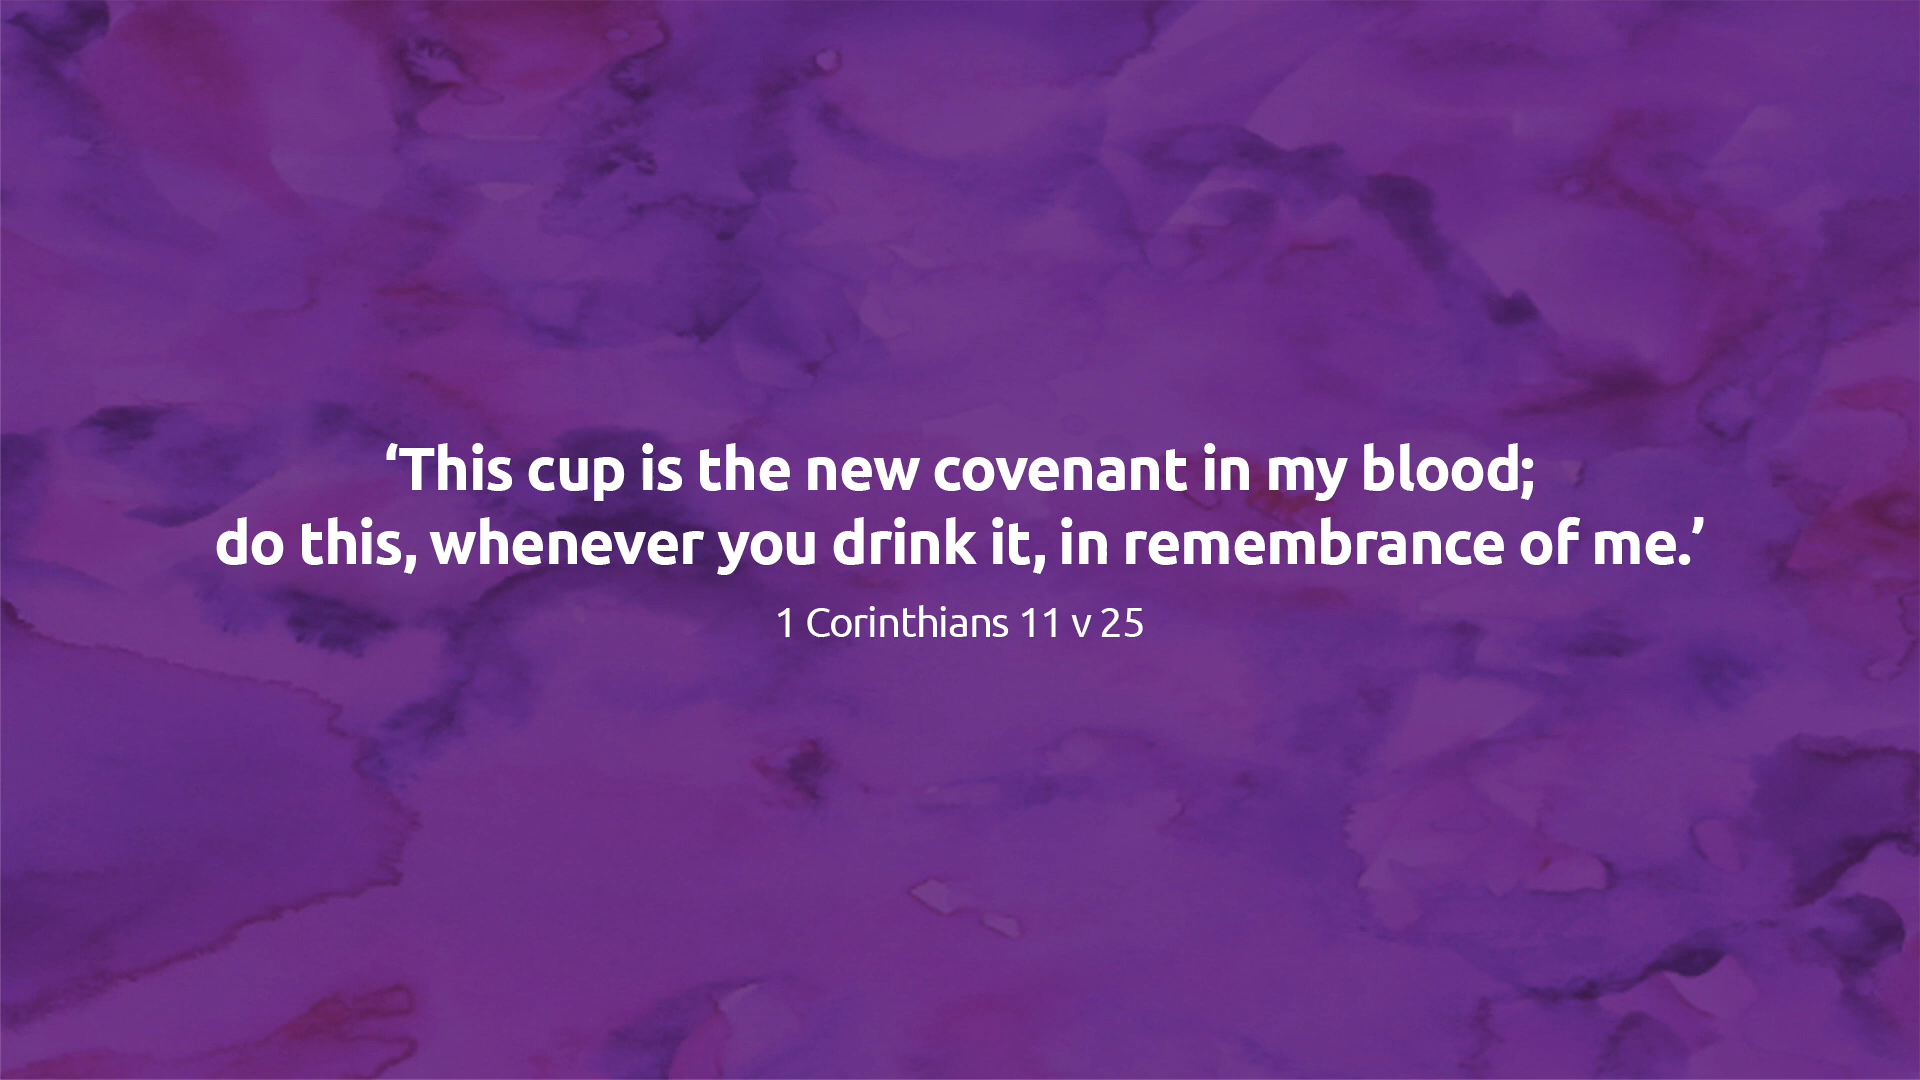 ‘This cup is the new covenant in my blood;
do this, whenever you drink it, in remembrance of me.’
1 Corinthians 11 v 25